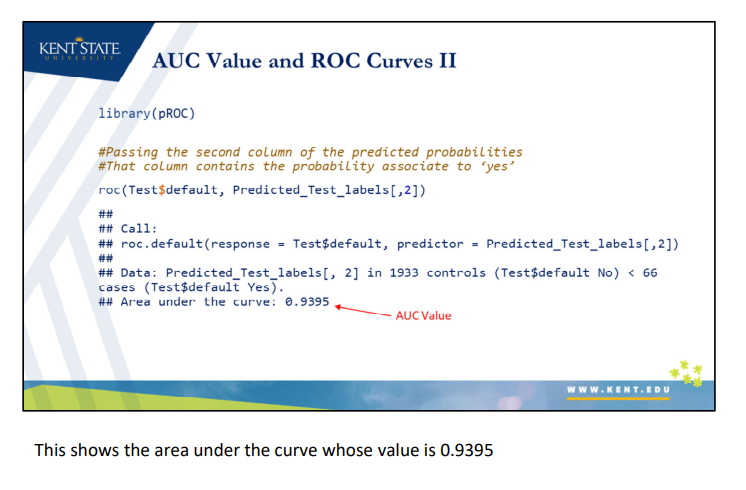 KENT STATE
UNIVERSITY
AUC Value and ROC Curves II
library(pROC)
#Passing the second column of the predicted probabilities
#That column contains the probability associate to ‘yes’
roc(Test$default, Predicted_Test_labels[,2])
##
## Call:
## roc.default(response = Test$default, predictor = Predicted_Test_labels[,2])
##
## Data: Predicted_Test_labels[, 2] in 1933 controls (Test$default No) < 66
cases (Test$default Yes).
## Area under the curve: 0.9395
AUC Value
WWW.KENT.EDU
This shows the area under the curve whose value is 0.9395